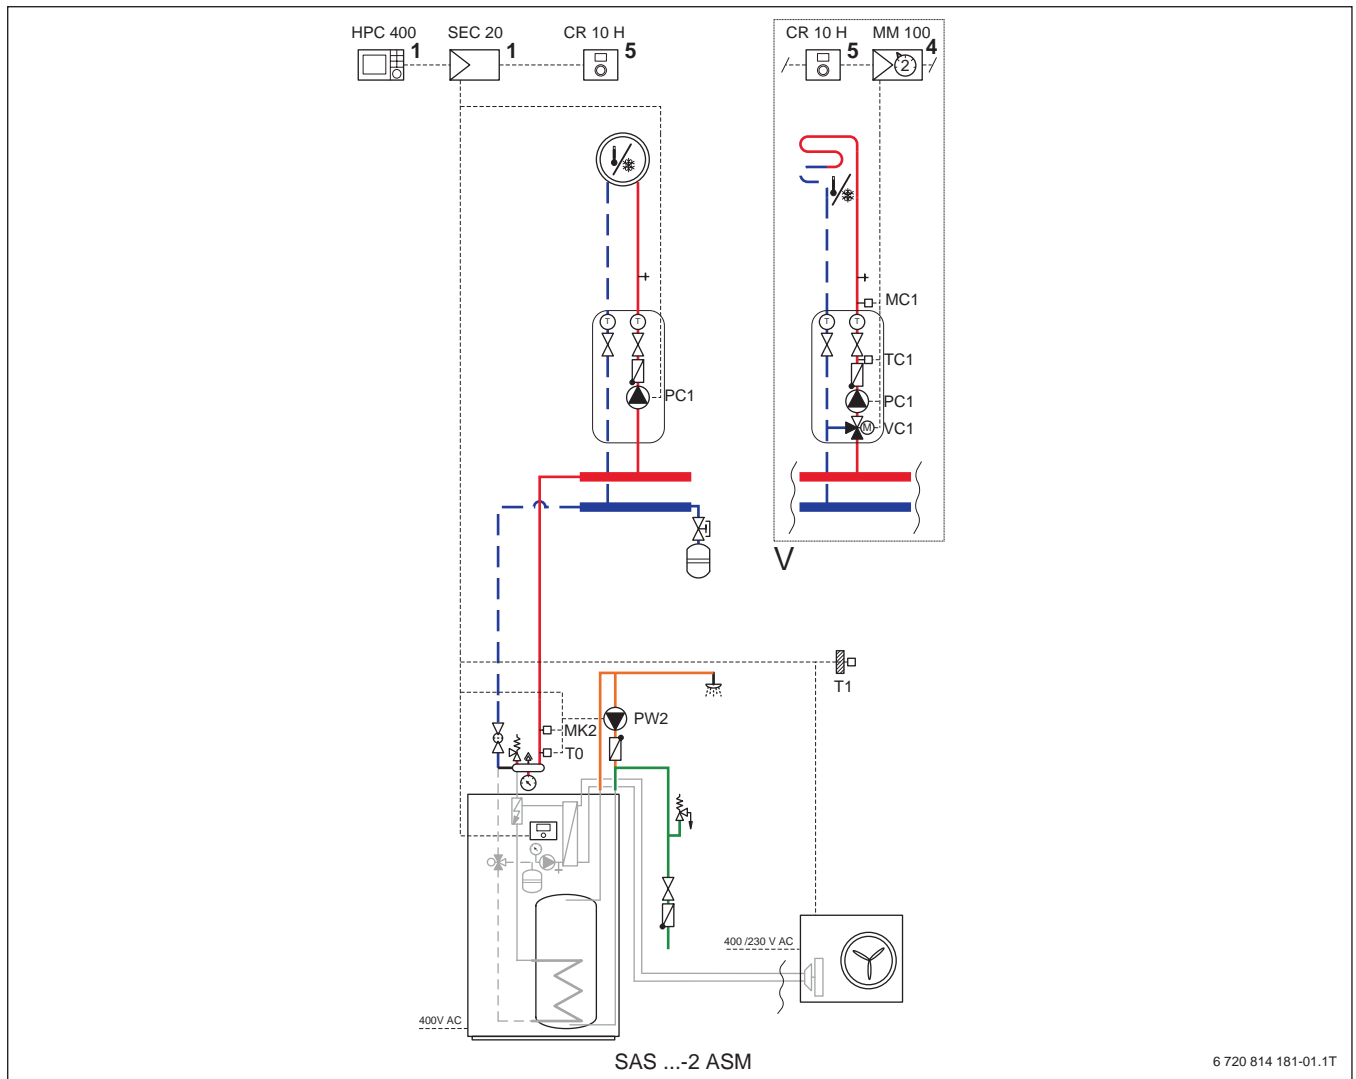 HPC 400 SEC 20 CR 10 H CR 10 H MM 100
1 1 5 5 4
2
MC1
T T T T
TC1
PC1 PC1
M VC1
V
T1
PW2
MK2
T0
400 /230 V AC
400V AC
SAS ...-2 ASM
6 720 814 181-01.1T